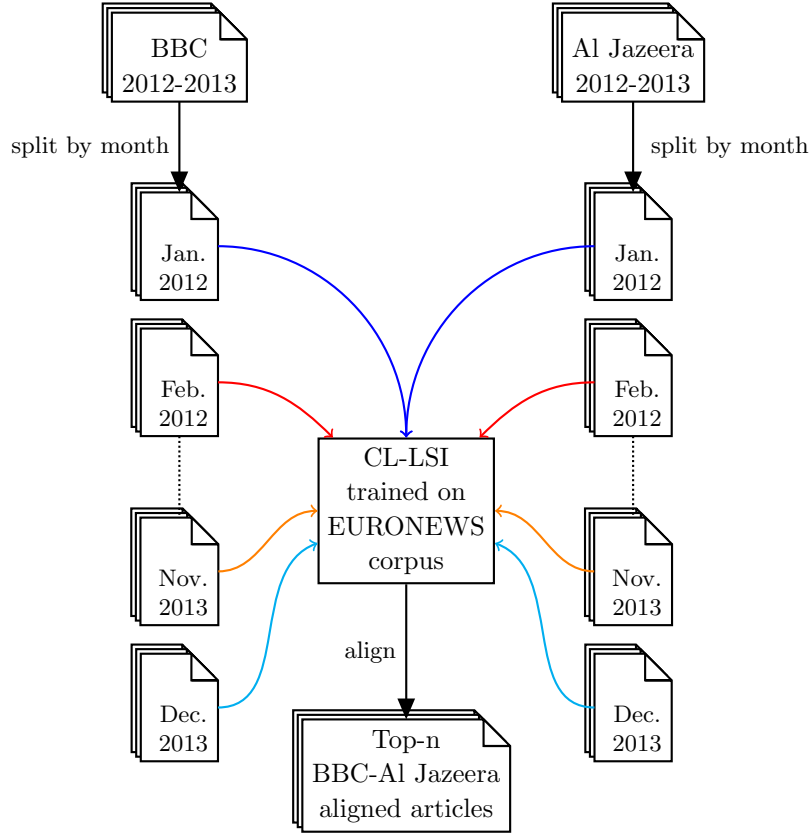 BBC
2012-2013
Al Jazeera
2012-2013
split by month
split by month
Jan.
2012
Jan.
2012
Feb.
2012
Feb.
2012
CL-LSI
trained on
EURONEWS
corpus
Nov.
2013
Nov.
2013
align
Dec.
2013
Dec.
2013
Top-n
BBC-Al Jazeera
aligned articles